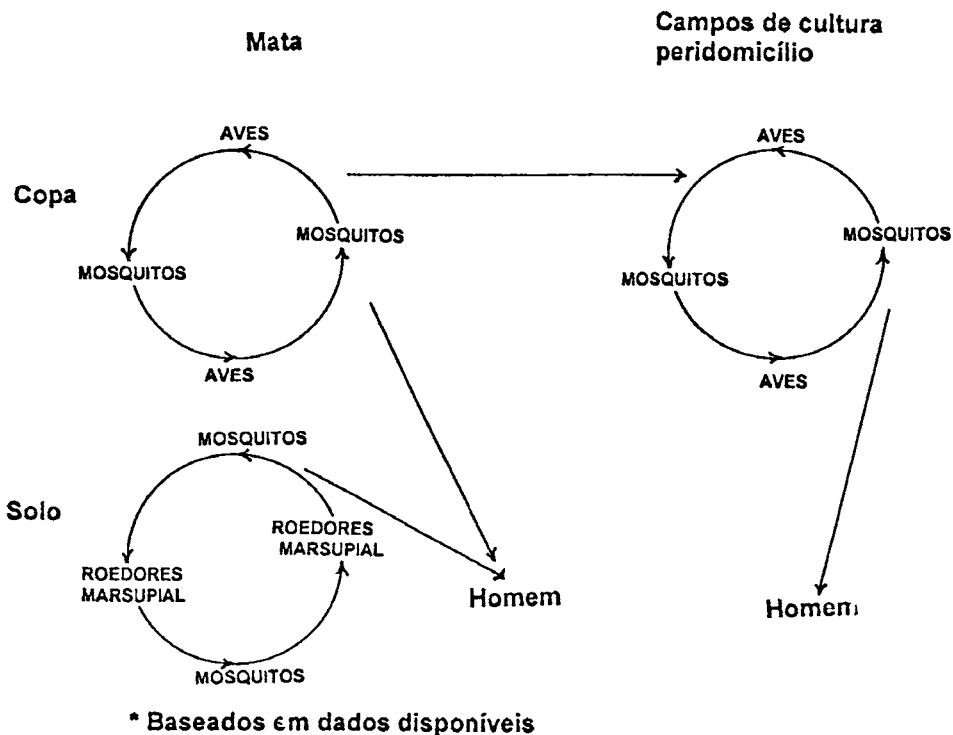 Mata
Campos de cultura
peridomicílio
Copa
AVES
MOSQUITOS
MOSQUITOS
AVES
AVES
MOSQUITOS
MOSQUITOS
AVES
Solo
MOSQUITOS
ROEDORES
MARSUPIAL
ROEDORES
MARSUPIAL
MOSQUITOS
Homem
Homem
* Baseados em dados disponíveis